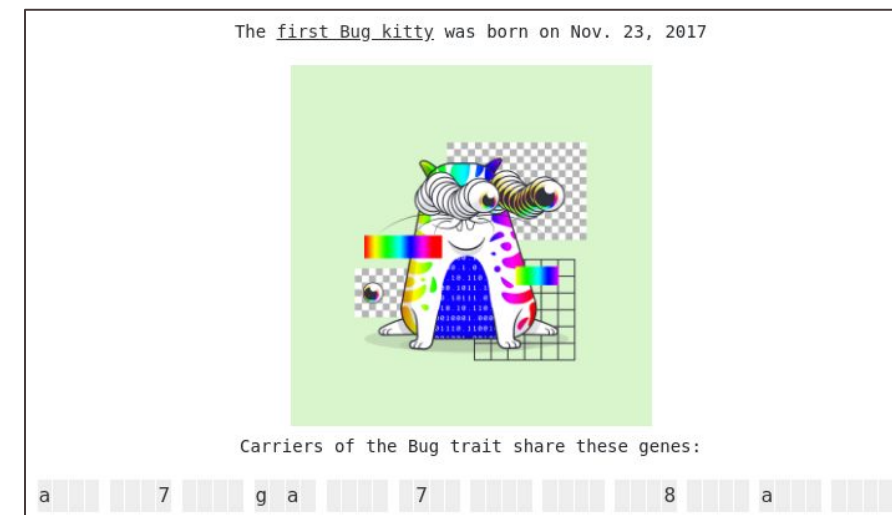 The first Bug kitty was born on Nov. 23, 2017
Carriers of the Bug trait share these genes:
a 7 g a 7 8 a